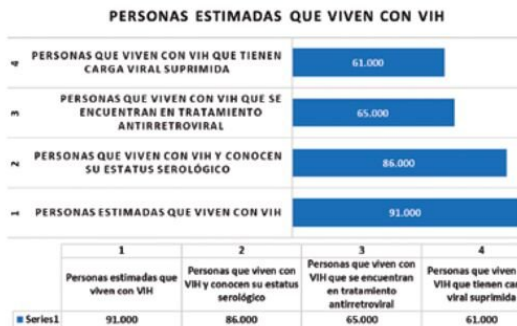 PERSONAS ESTIMADAS QUE VIVEN CON VIH
4
PERSONAS QUE VIVEN CON VIH QUE TIENEN
CARGA VIRAL SUPRIMIDA
61.000
3
PERSONAS QUE VIVEN CON VIH QUE SE
ENCUENTRAN EN TRATAMIENTO
ANTIRRETROVIRAL
65.000
2
PERSONAS QUE VIVEN CON VIH Y CONOCEN
SU ESTATUS SEROLÓGICO
86.000
1
PERSONAS ESTIMADAS QUE VIVEN CON VIH
91.000
1 2 3 4
Personas estimadas que
viven con VIH
Personas que viven con
VIH y conocen su estatus
serológico
Personas que viven con
VIH que se encuentran
en tratamiento
antirretroviral
Personas que viven
VIH que tienen
viral suprimida
Series1 91.000 86.000 65.000 61.000